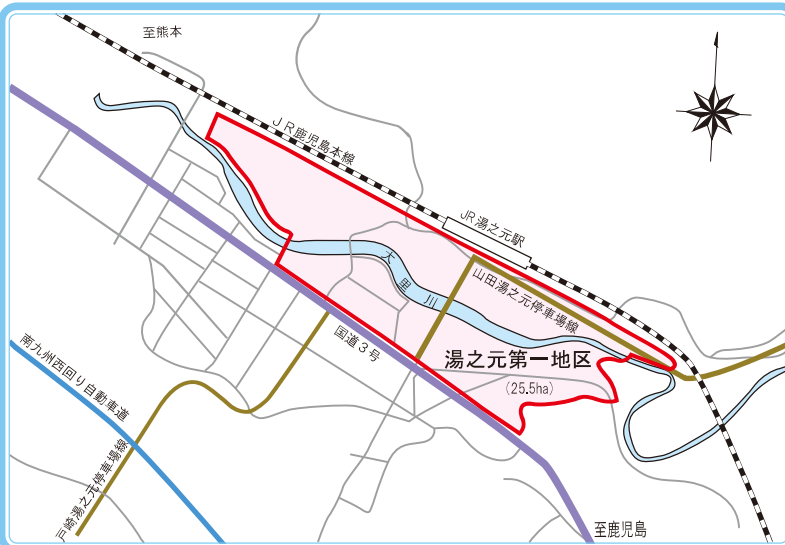 至熊本
JR鹿児島本線
JR湯之元駅
大里川
山田湯之元停車場線
国道3号
湯之元第一地区
(25.5ha)
南九州西回り自動車道
戸崎湯之元停車場線
至鹿児島